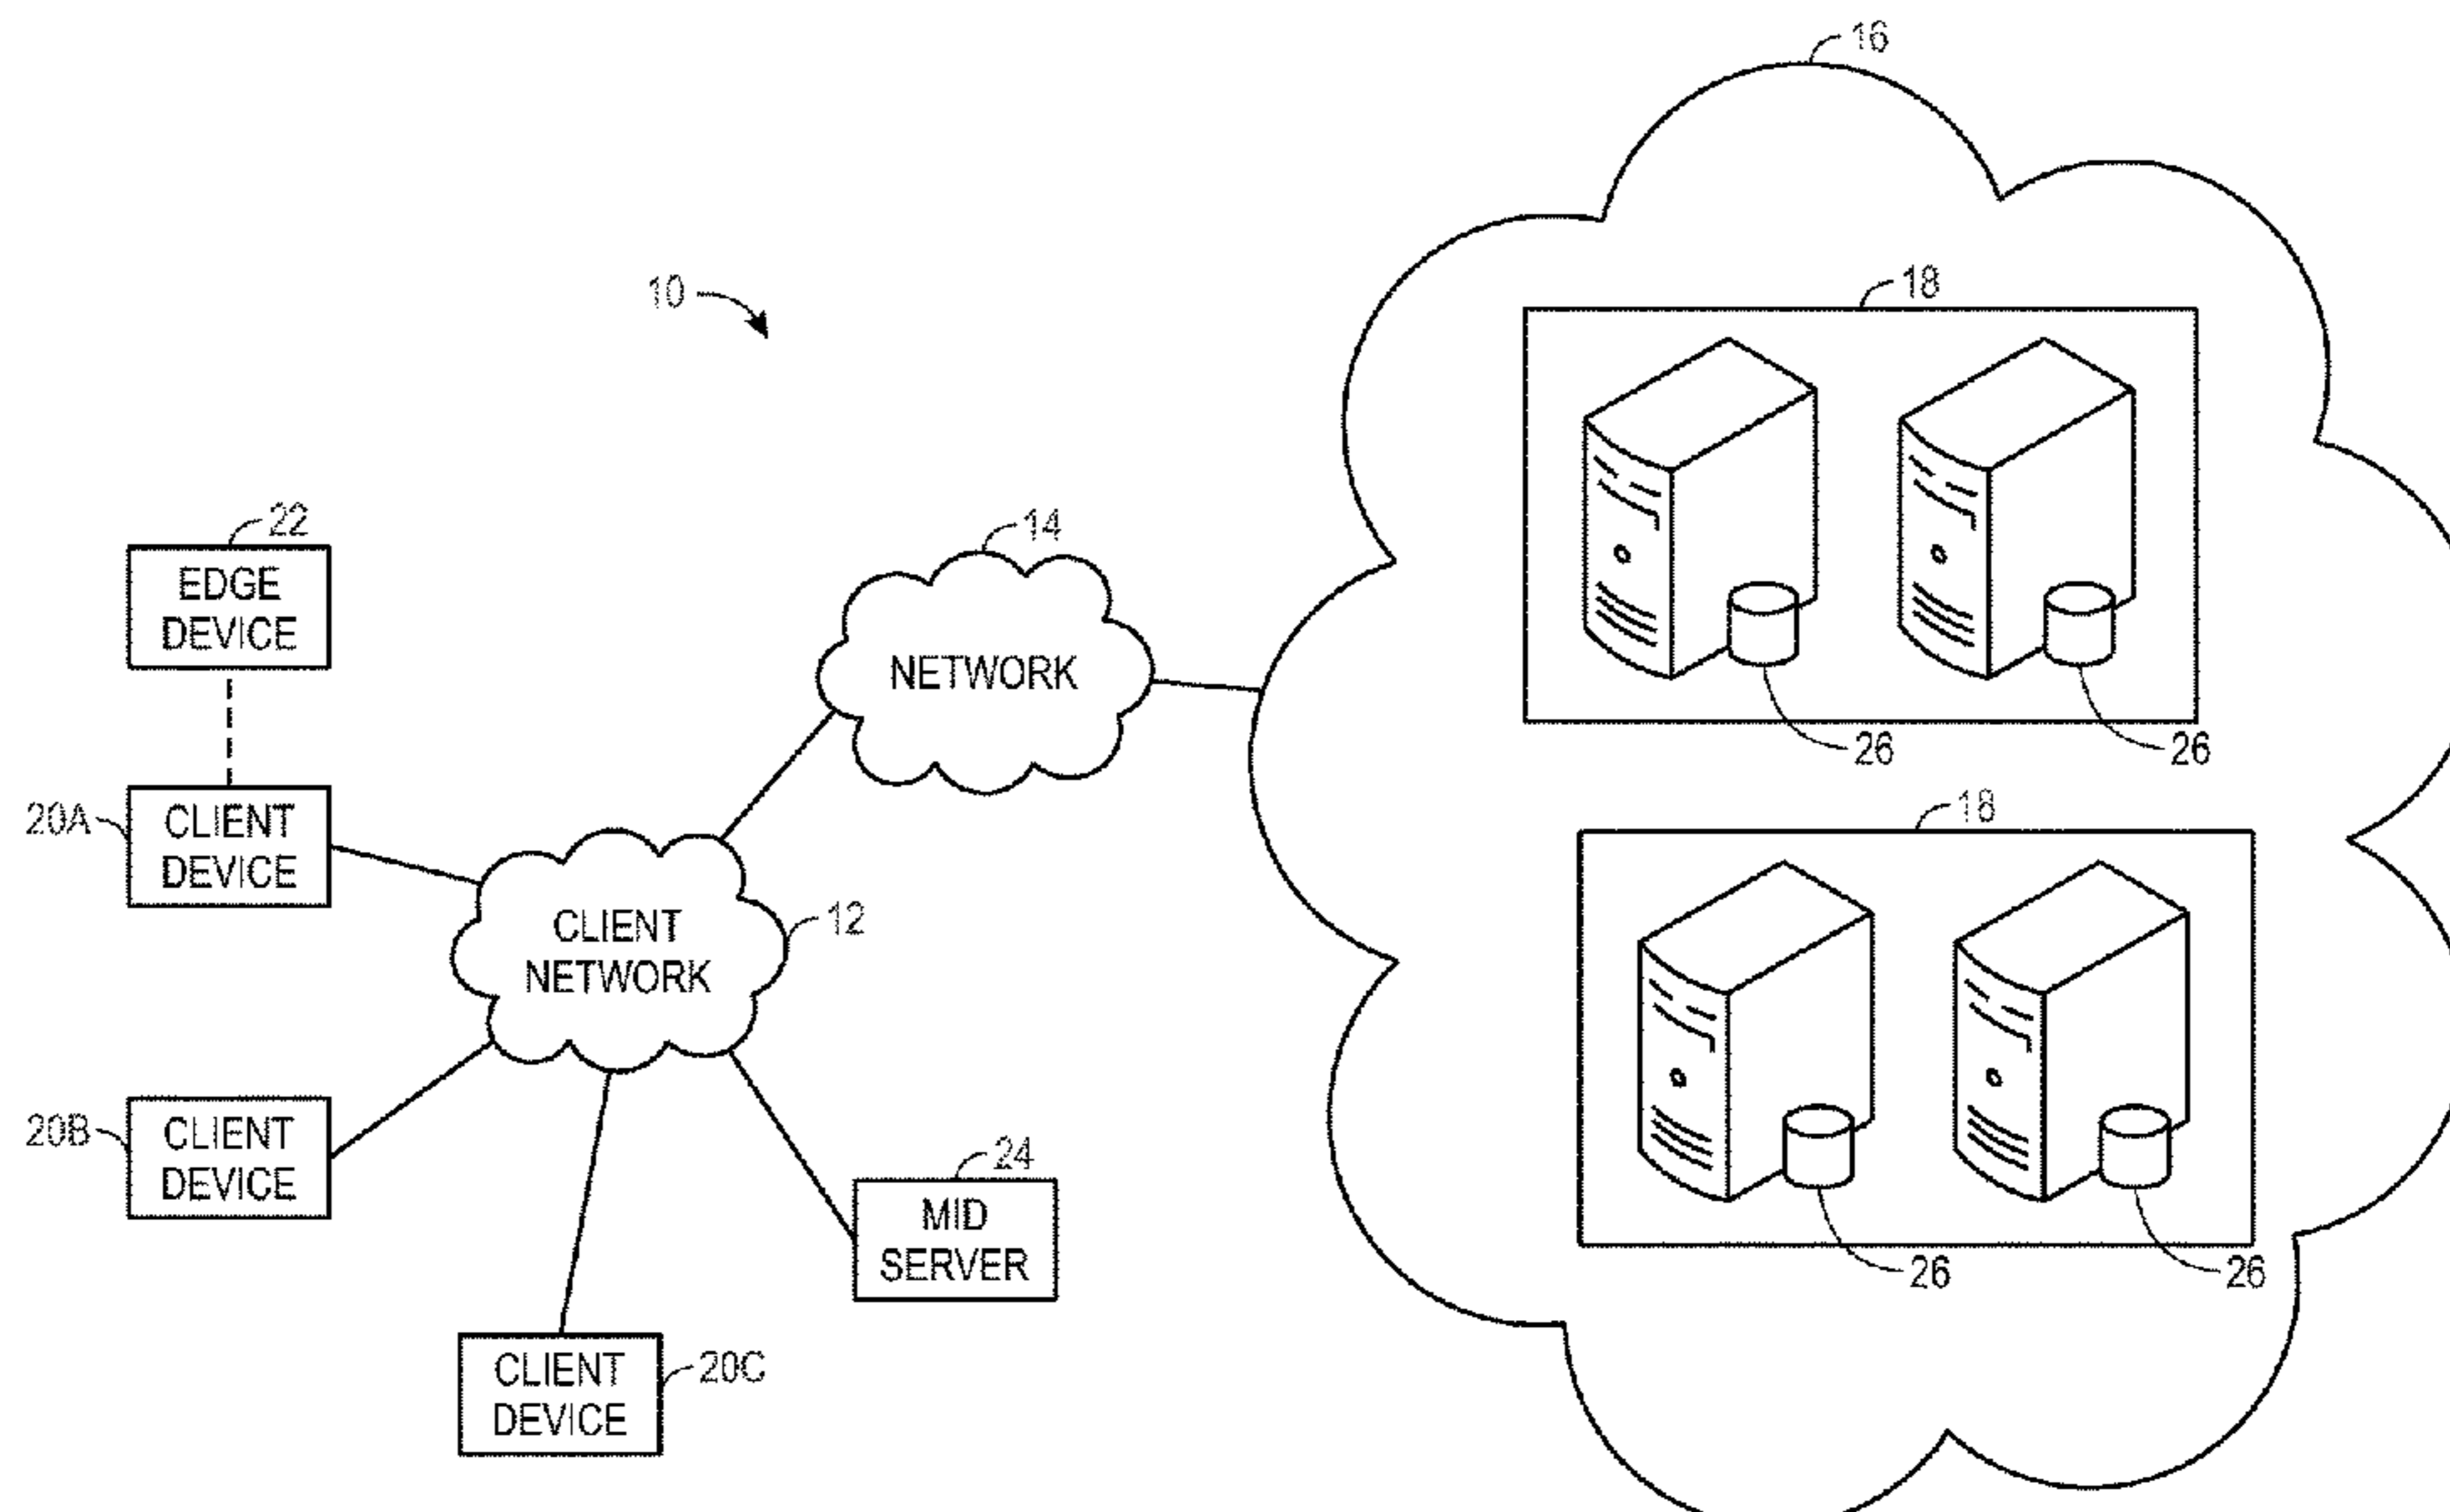 16
10
18
22
EDGE
DEVICE
14
NETWORK
26
26
20A
CLIENT
DEVICE
18
CLIENT
NETWORK
12
20B
CLIENT
DEVICE
24
MID
SERVER
26
26
CLIENT
DEVICE
20C